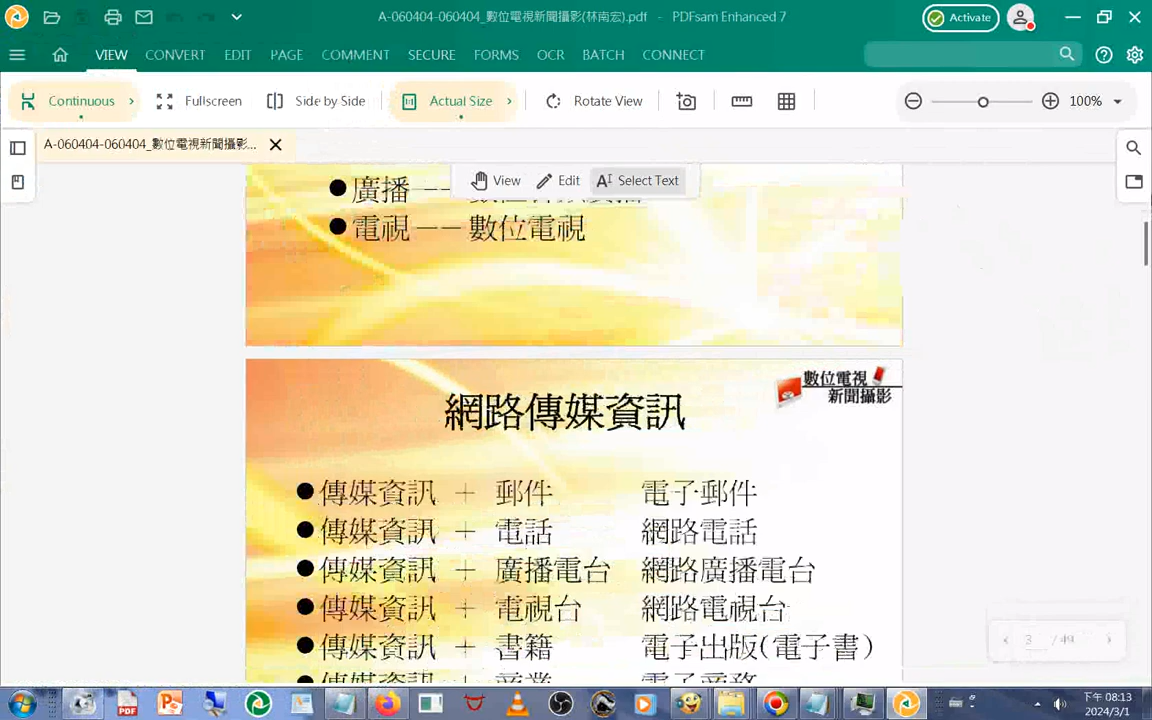 A-060404-060404_數位電視新聞攝影(林南宏).pdf - PDFsam Enhanced 7
Activate
VIEW CONVERT EDIT PAGE COMMENT SECURE FORMS OCR BATCH CONNECT
Continuous Fullscreen Side by Side Actual Size Rotate View 100%
A-060404-060404_數位電視新聞攝影...
View Edit Select Text
●廣播——
●電視——數位電視
數位電視
新聞攝影
網路傳媒資訊
●傳媒資訊 + 郵件 電子郵件
●傳媒資訊 + 電話 網路電話
●傳媒資訊 + 廣播電台 網路廣播電台
●傳媒資訊 + 電視台 網路電視台
●傳媒資訊 + 書籍 電子出版(電子書)
3 / 49
下午 08:13
2024/3/1